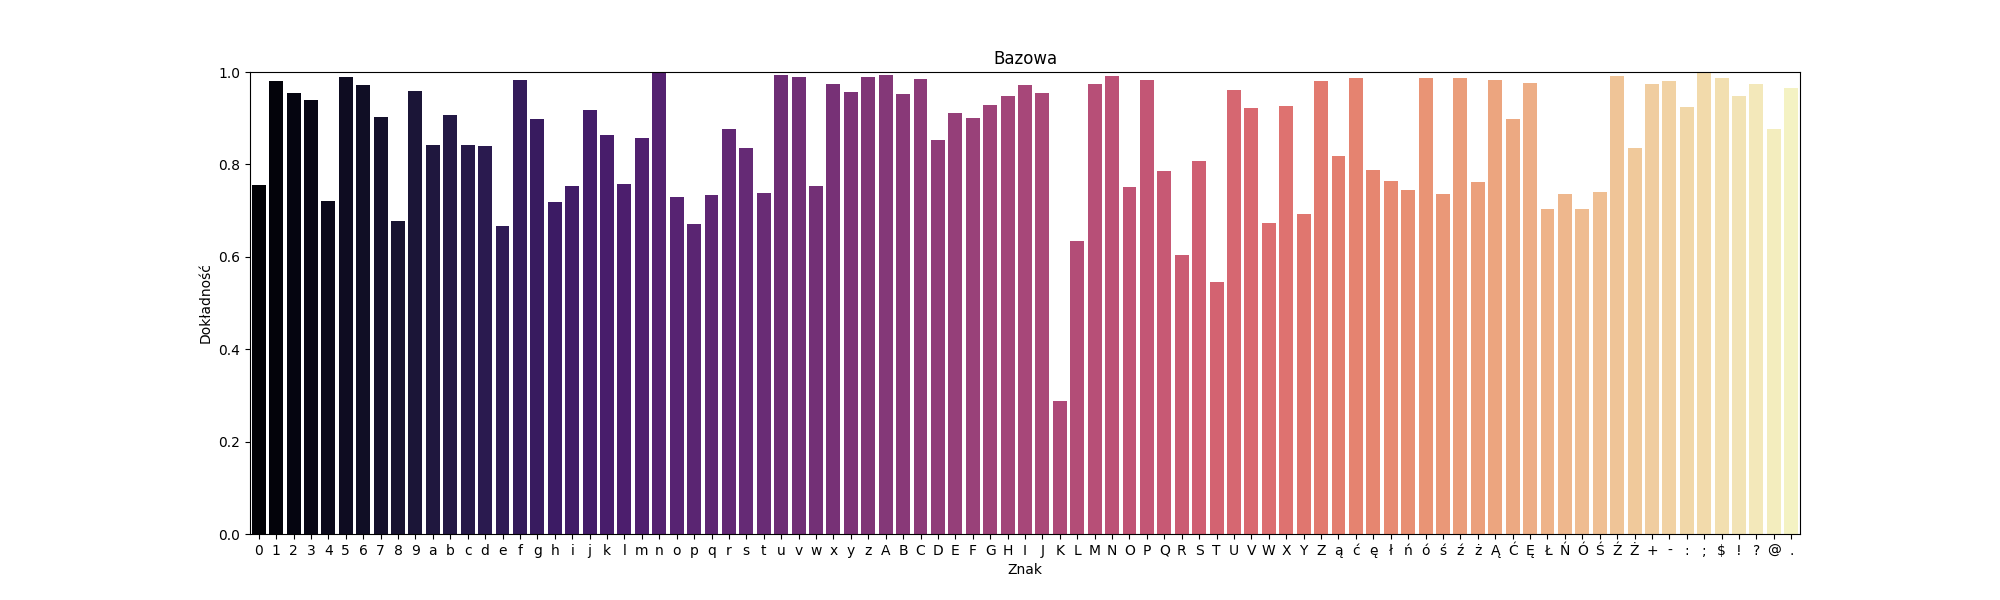 Bazowa
1.0
0.8
0.6
0.4
0.2
0.0
Dokładność
0 1 2 3 4 5 6 7 8 9 a b c d e f g h i j k l m n o p q r s t u v w x y z A B C D E F G H I J K L M N O P Q R S T U V W X Y Z ą ć ę ł ń ó ś ź ż Ą Ć Ę Ł Ń Ó Ś Ź Ż + - : ; $ ! ? @ .
Znak